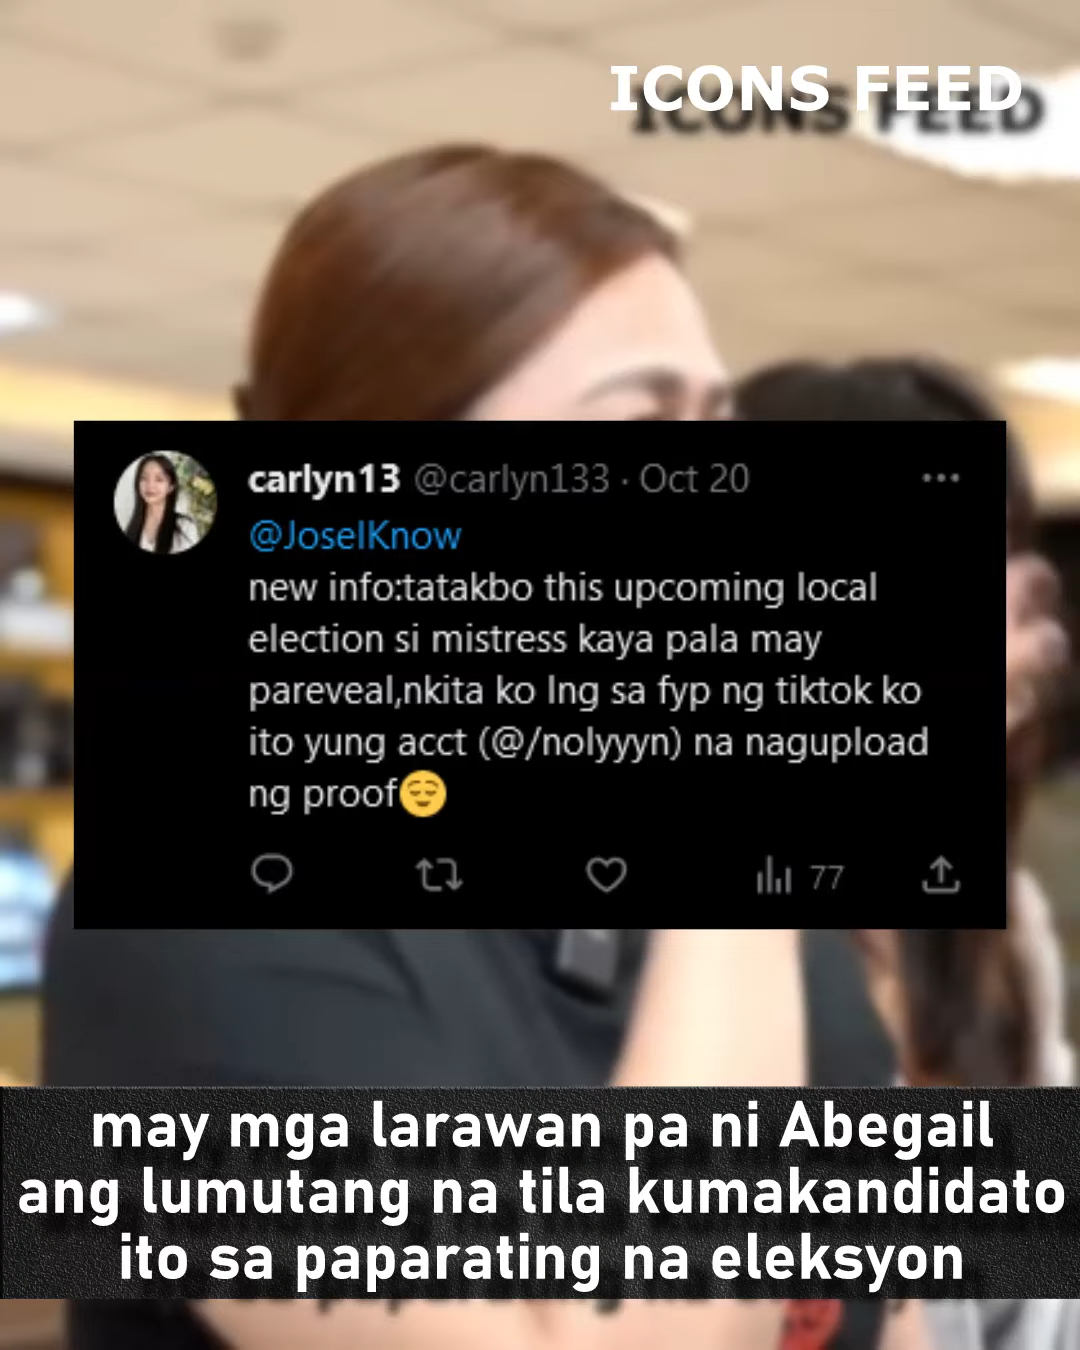 ICONS FEED
carlyn13 @carlyn133 · Oct 20
@JoseIKnow
new info:tatakbo this upcoming local
election si mistress kaya pala may
pareveal,nkita ko lng sa fyp ng tiktok ko
ito yung acct (@/nolyyyn) na nagupload
ng proof😌
77
may mga larawan pa ni Abegail
ang lumutang na tila kumakandidato
ito sa paparating na eleksyon